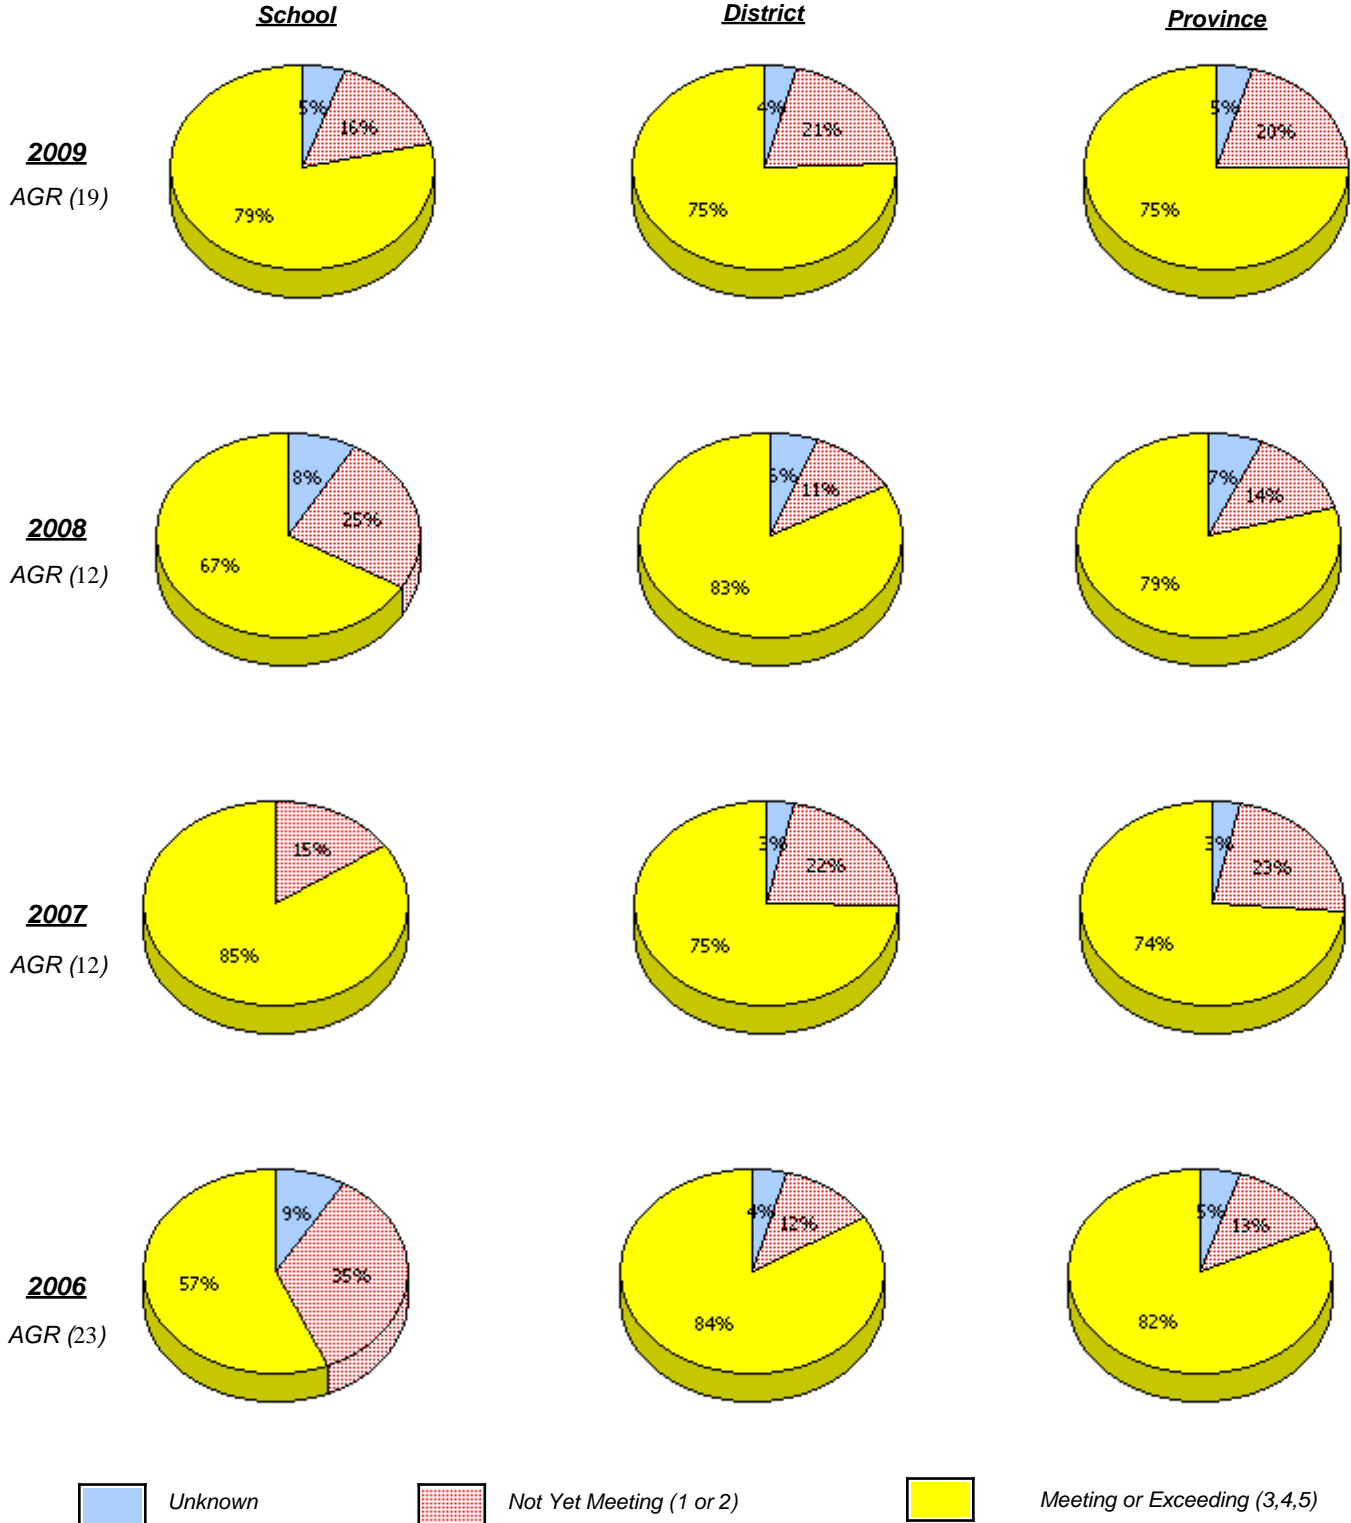 School District Province
2009
AGR (19)
5% 16% 79%
4% 21% 75%
5% 20% 75%
2008
AGR (12)
8% 25% 67%
11% 83%
7% 14% 79%
2007
AGR (12)
15% 85%
3% 22% 75%
3% 23% 74%
2006
AGR (23)
9% 35% 57%
4% 12% 84%
5% 13% 82%
Unknown Not Yet Meeting (1 or 2) Meeting or Exceeding (3,4,5)